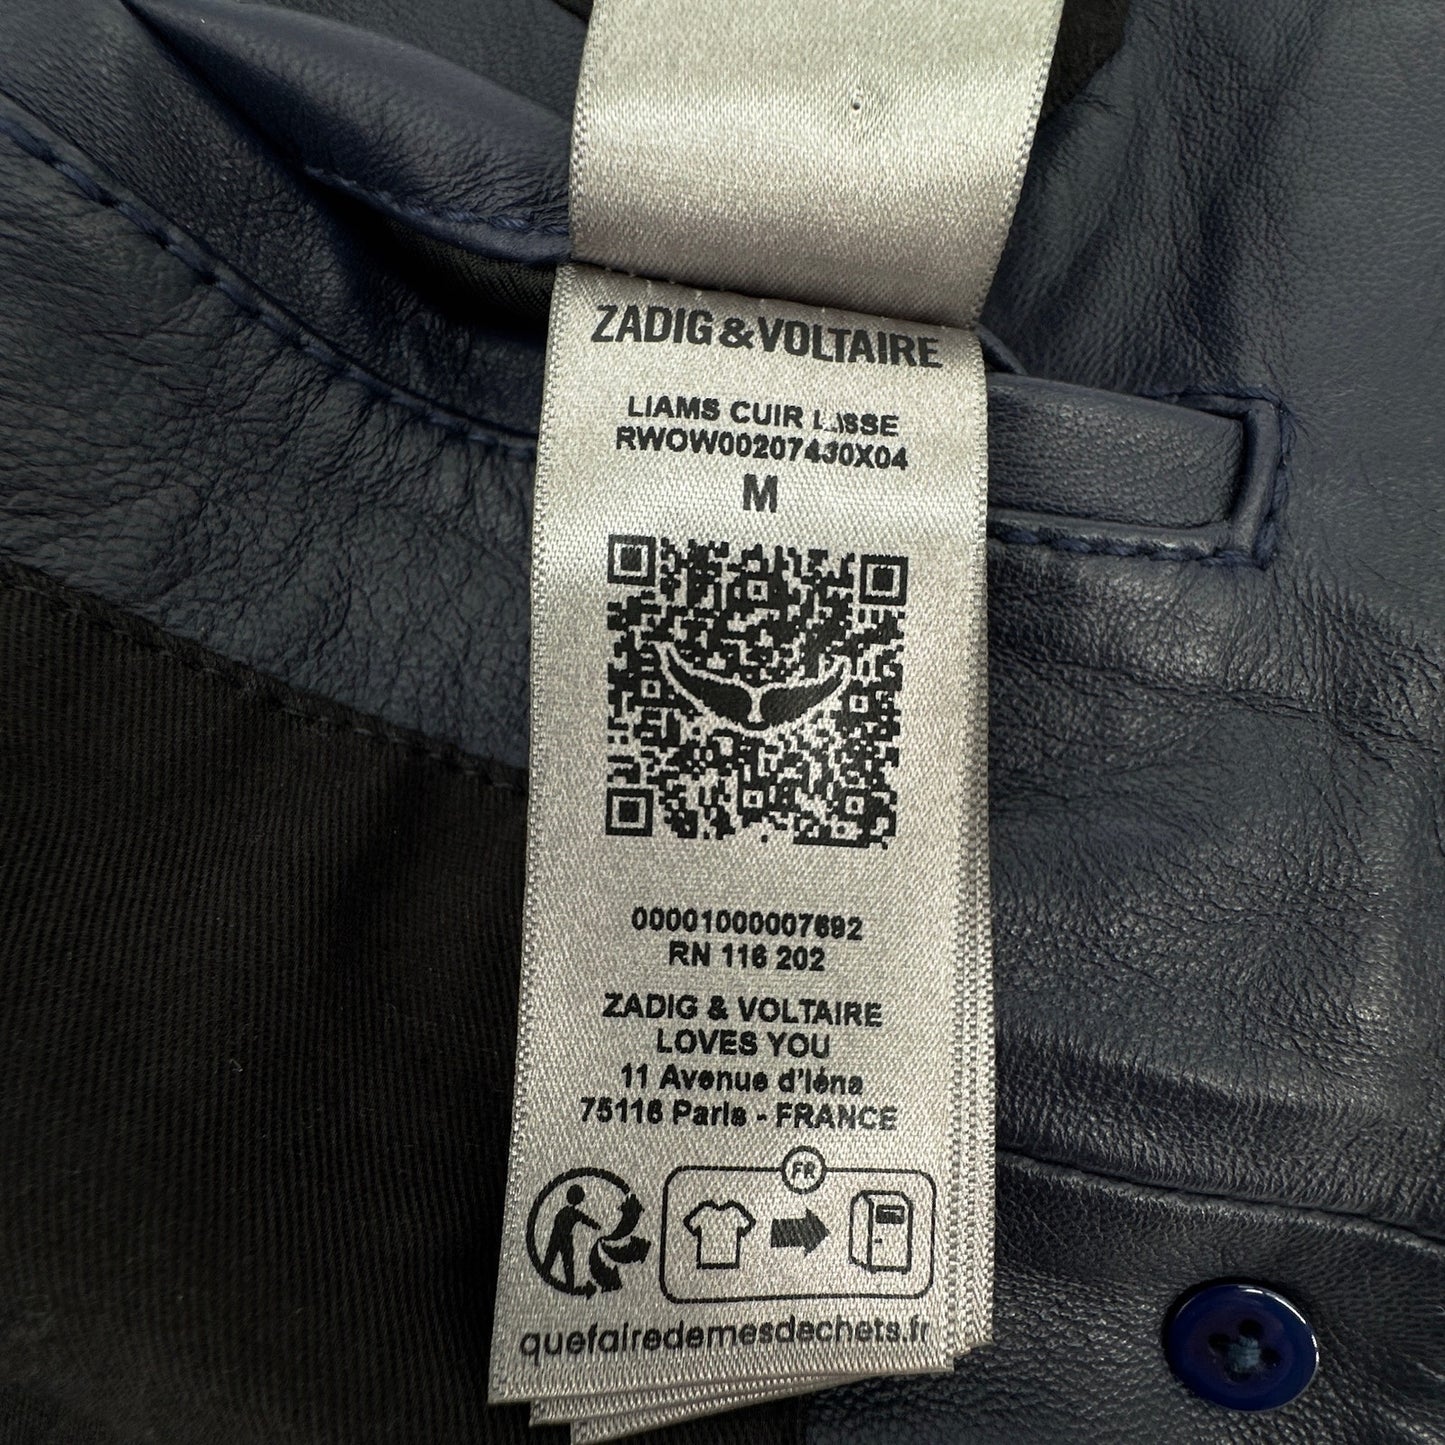 ZADIG&VOLTAIRE
LIAMS CUIR LISSE
RWOW00207430X04
M
00001000007692
RN 116 202
ZADIG & VOLTAIRE
LOVES YOU
11 Avenue d'Iéna
75116 Paris - FRANCE
FR
quefairedemesdechets.fr